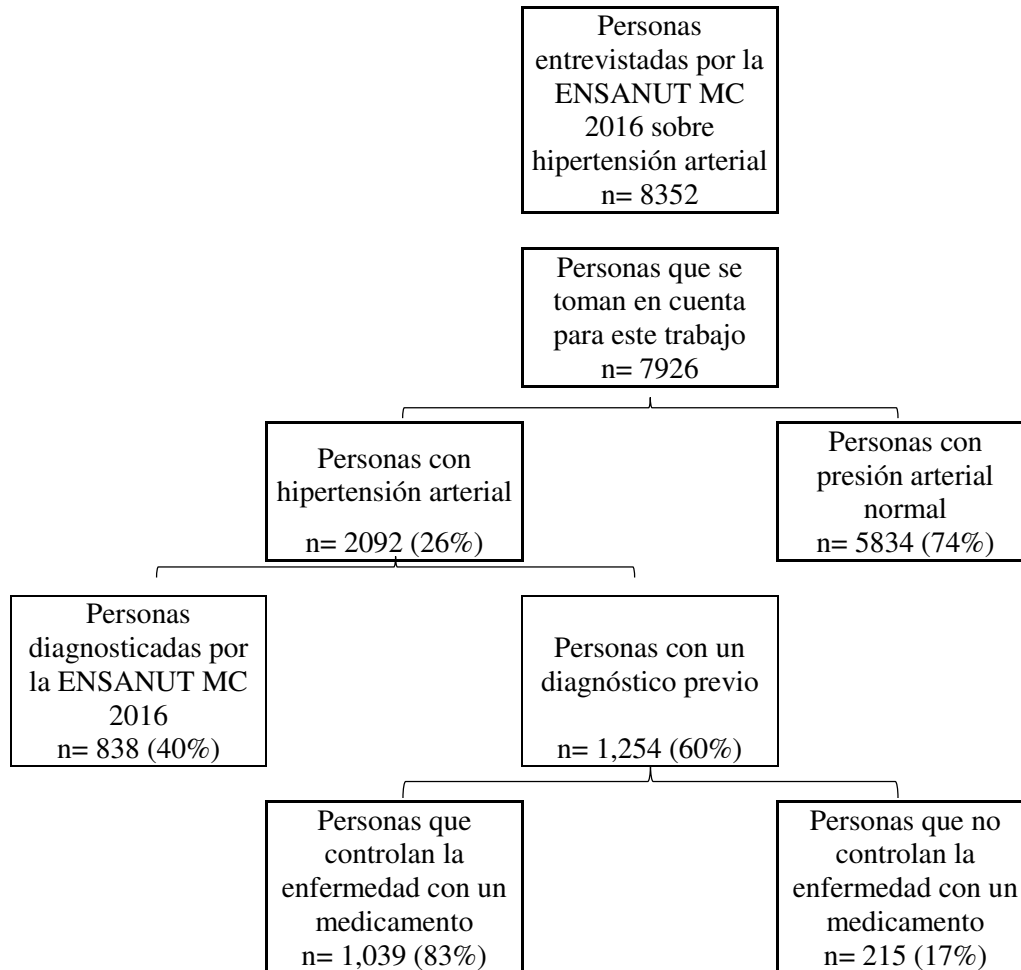 Personas
entrevistadas por la
ENSANUT MC
2016 sobre
hipertensión arterial
n= 8352
Personas que se
toman en cuenta
para este trabajo
n= 7926
Personas con
hipertensión arterial
n= 2092 (26%)
Personas con
presión arterial
normal
n= 5834 (74%)
Personas
diagnosticadas por
la ENSANUT MC
2016
n= 838 (40%)
Personas con un
diagnóstico previo
n= 1,254 (60%)
Personas que
controlan la
enfermedad con un
medicamento
n= 1,039 (83%)
Personas que no
controlan la
enfermedad con un
medicamento
n= 215 (17%)